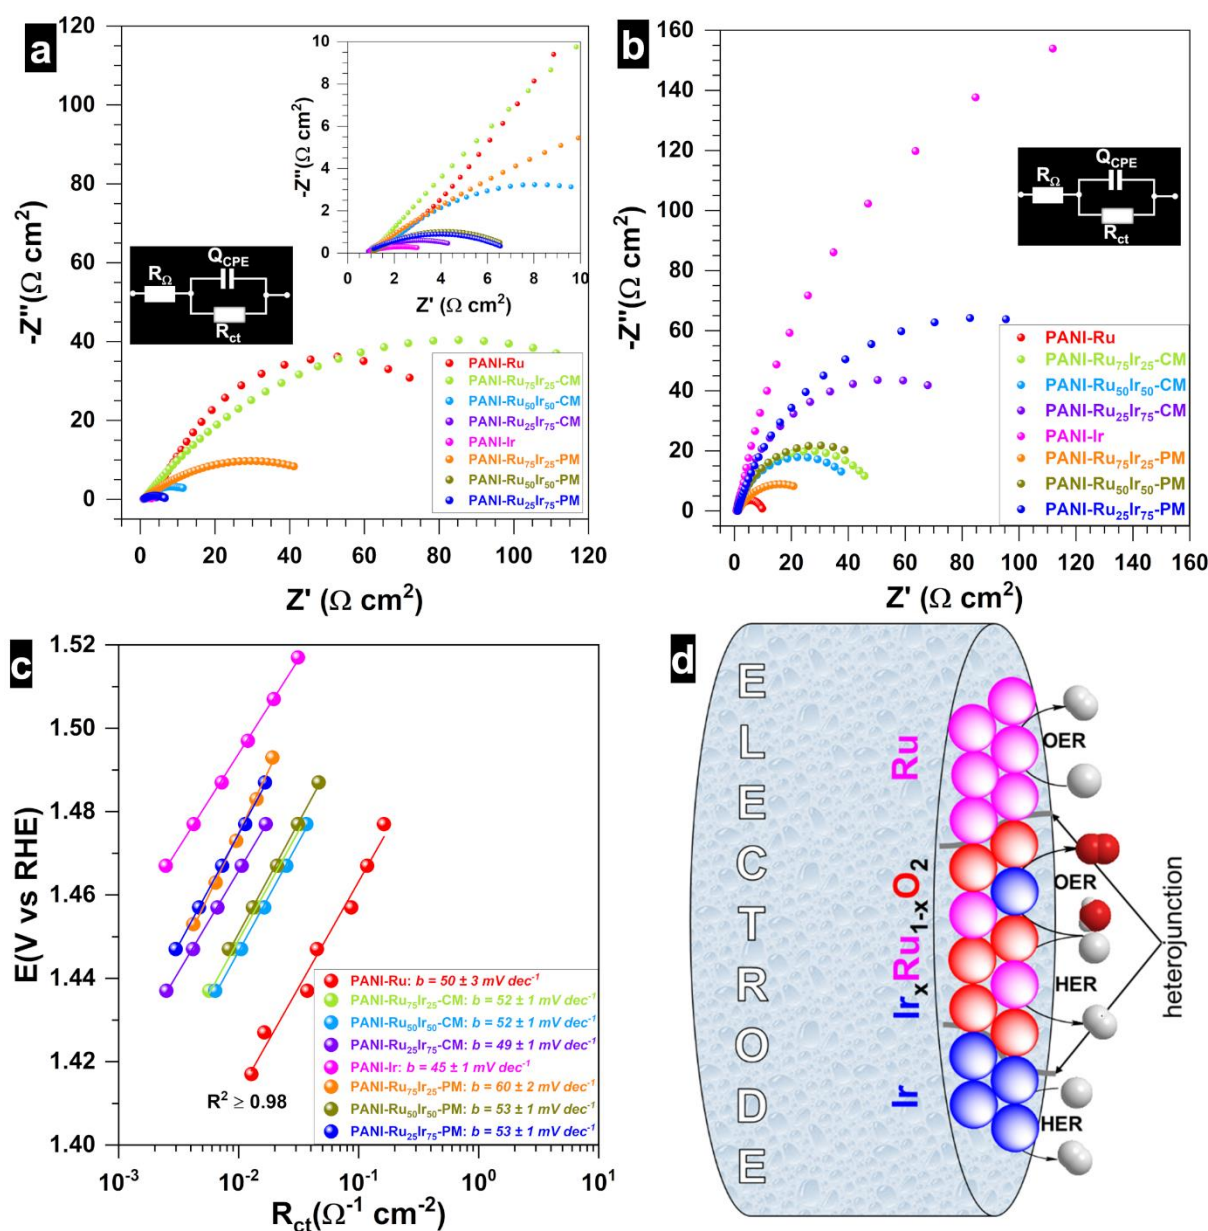 a
-Z''(Ω cm²)
120
100
80
60
40
20
0
0 20 40 60 80 100 120
Z' (Ω cm²)
-Z''(Ω cm²)
10
8
6
4
2
0
0 2 4 6 8 10
Z' (Ω cm²)
R_Ω
Q_CPE
R_ct
PANI-Ru
PANI-Ru₇₅Ir₂₅-CM
PANI-Ru₅₀Ir₅₀-CM
PANI-Ru₂₅Ir₇₅-CM
PANI-Ir
PANI-Ru₇₅Ir₂₅-PM
PANI-Ru₅₀Ir₅₀-PM
PANI-Ru₂₅Ir₇₅-PM
b
-Z''(Ω cm²)
160
140
120
100
80
60
40
20
0
0 20 40 60 80 100 120 140 160
Z' (Ω cm²)
R_Ω
Q_CPE
R_ct
PANI-Ru
PANI-Ru₇₅Ir₂₅-CM
PANI-Ru₅₀Ir₅₀-CM
PANI-Ru₂₅Ir₇₅-CM
PANI-Ir
PANI-Ru₇₅Ir₂₅-PM
PANI-Ru₅₀Ir₅₀-PM
PANI-Ru₂₅Ir₇₅-PM
c
E(V vs RHE)
1.52
1.50
1.48
1.46
1.44
1.42
1.40
10⁻³ 10⁻² 10⁻¹ 10⁰ 10¹
R_ct(Ω⁻¹ cm⁻²)
R² ≥ 0.98
PANI-Ru: b = 50 ± 3 mV dec⁻¹
PANI-Ru₇₅Ir₂₅-CM: b = 52 ± 1 mV dec⁻¹
PANI-Ru₅₀Ir₅₀-CM: b = 52 ± 1 mV dec⁻¹
PANI-Ru₂₅Ir₇₅-CM: b = 49 ± 1 mV dec⁻¹
PANI-Ir: b = 45 ± 1 mV dec⁻¹
PANI-Ru₇₅Ir₂₅-PM: b = 60 ± 2 mV dec⁻¹
PANI-Ru₅₀Ir₅₀-PM: b = 53 ± 1 mV dec⁻¹
PANI-Ru₂₅Ir₇₅-PM: b = 53 ± 1 mV dec⁻¹
d
ELECTRODE
Ru
IrₓRu₁₋ₓO₂
Ir
OER
OER
HER
HER
heterojunction